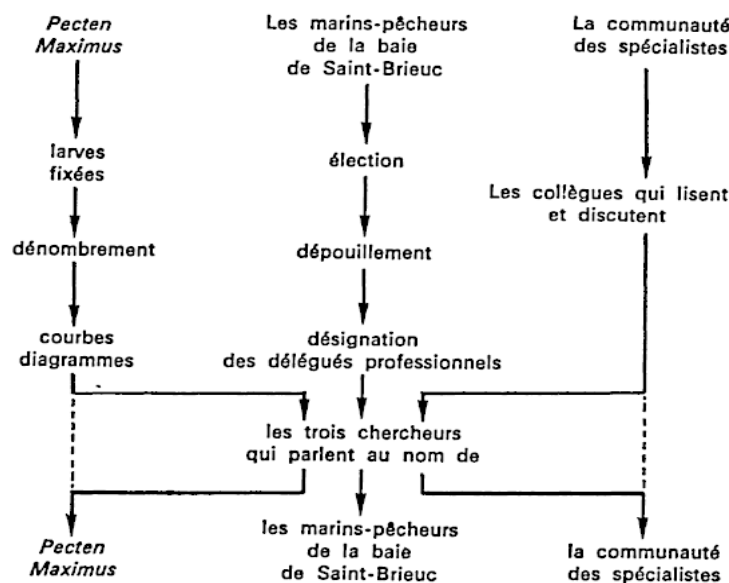 Pecten
Maximus
Les marins-pêcheurs
de la baie
de Saint-Brieuc
La communauté
des spécialistes
larves
fixées
élection
Les collègues qui lisent
et discutent
dénombrement
dépouillement
courbes
diagrammes
désignation
des délégués professionnels
les trois chercheurs
qui parlent au nom de
Pecten
Maximus
les marins-pêcheurs
de la baie
de Saint-Brieuc
la communauté
des spécialistes